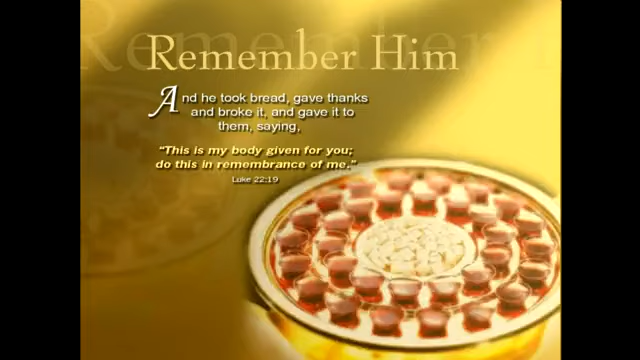 Remember Him
And he took bread, gave thanks
and broke it, and gave it to
them, saying,
“This is my body given for you;
do this in remembrance of me.”
Luke 22:19